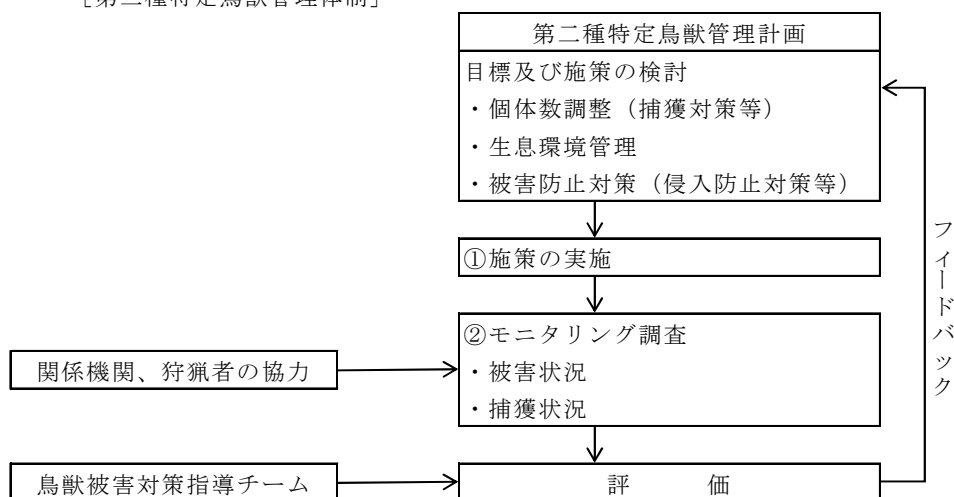 ［第二種特定鳥獣管理体制］
第二種特定鳥獣管理計画
目標及び施策の検討
・個体数調整（捕獲対策等）
・生息環境管理
・被害防止対策（侵入防止対策等）
①施策の実施
②モニタリング調査
・被害状況
・捕獲状況
関係機関、狩猟者の協力
鳥獣被害対策指導チーム
評　　価
フィードバック